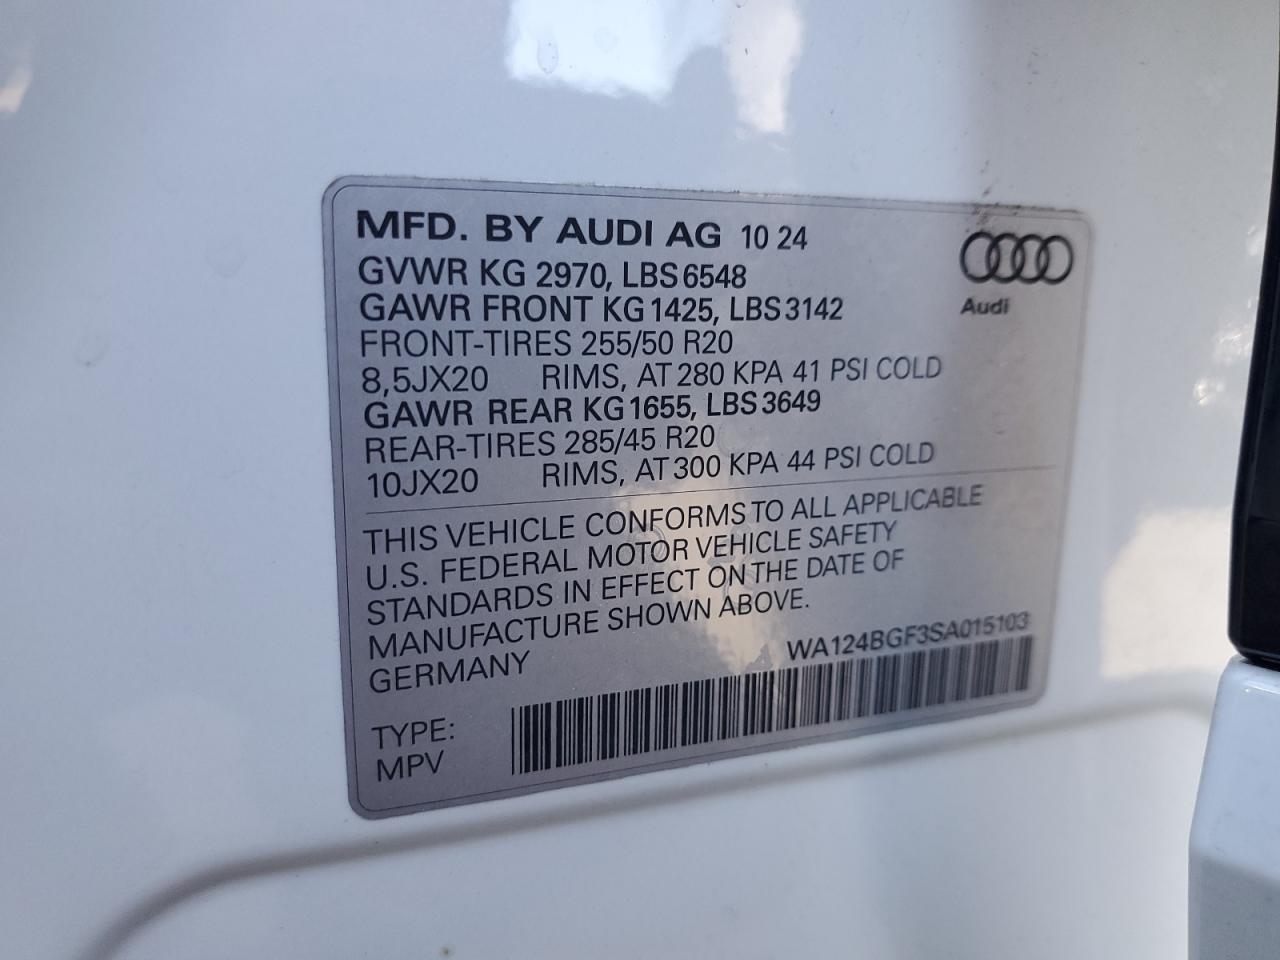 MFD. BY AUDI AG 10 24
GVWR KG 2970, LBS 6548
GAWR FRONT KG 1425, LBS 3142
FRONT-TIRES 255/50 R20
8,5JX20 RIMS, AT 280 KPA 41 PSI COLD
GAWR REAR KG 1655, LBS 3649
REAR-TIRES 285/45 R20
10JX20 RIMS, AT 300 KPA 44 PSI COLD
Audi
THIS VEHICLE CONFORMS TO ALL APPLICABLE
U.S. FEDERAL MOTOR VEHICLE SAFETY
STANDARDS IN EFFECT ON THE DATE OF
MANUFACTURE SHOWN ABOVE.
GERMANY
WA124BGF3SA015103
TYPE:
MPV